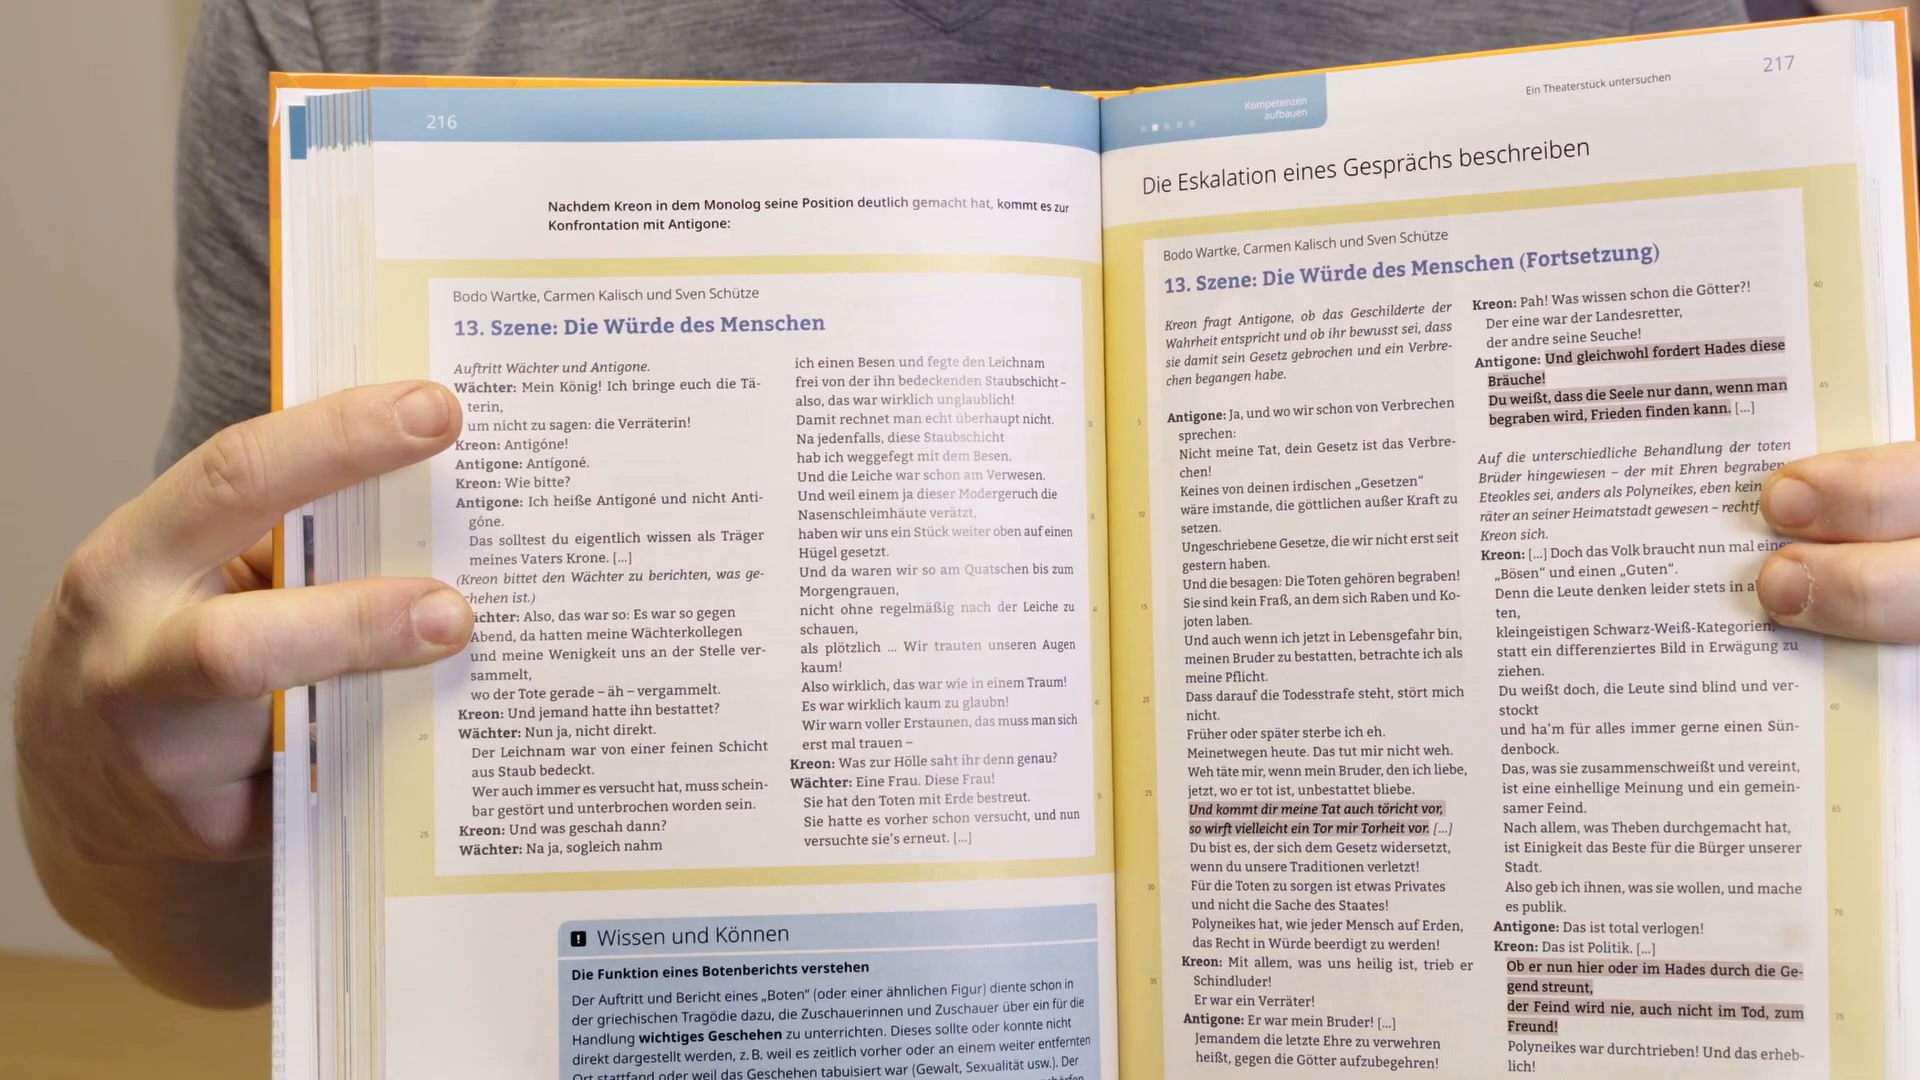 216
Nachdem Kreon in dem Monolog seine Position deutlich gemacht hat, kommt es zur
Konfrontation mit Antigone:
Bodo Wartke, Carmen Kalisch und Sven Schütze
13. Szene: Die Würde des Menschen
Auftritt Wächter und Antigone.
Wächter: Mein König! Ich bringe euch die Tä-
terin,
um nicht zu sagen: die Verräterin!
Kreon: Antigóne!
Antigone: Antígoné.
Kreon: Wie bitte?
Antigone: Ich heiße Antígoné und nicht Anti-
góne.
Das solltest du eigentlich wissen als Träger
10
meines Vaters Krone. [...]
(Kreon bittet den Wächter zu berichten, was ge-
chehen ist.)
ächter: Also, das war so: Es war so gegen
Abend, da hatten meine Wächterkollegen
und meine Wenigkeit uns an der Stelle ver-
sammelt,
wo der Tote gerade – äh – vergammelt.
Kreon: Und jemand hatte ihn bestattet?
20
Wächter: Nun ja, nicht direkt.
Der Leichnam war von einer feinen Schicht
aus Staub bedeckt.
Wer auch immer es versucht hat, muss schein-
bar gestört und unterbrochen worden sein.
25
Kreon: Und was geschah dann?
Wächter: Na ja, sogleich nahm
ich einen Besen und fegte den Leichnam
frei von der ihn bedeckenden Staubschicht –
also, das war wirklich unglaublich!
Damit rechnet man echt überhaupt nicht.
Na jedenfalls, diese Staubschicht
hab ich weggefegt mit dem Besen.
Und die Leiche war schon am Verwesen.
Und weil einem ja dieser Modergeruch die
Nasenschleimhäute verätzt,
haben wir uns ein Stück weiter oben auf einen
Hügel gesetzt.
Und da waren wir so am Quatschen bis zum
Morgengrauen,
nicht ohne regelmäßig nach der Leiche zu
schauen,
als plötzlich ... Wir trauten unseren Augen
kaum!
Also wirklich, das war wie in einem Traum!
Es war wirklich kaum zu glaubn!
Wir warn voller Erstaunen, das muss man sich
erst mal trauen –
Kreon: Was zur Hölle saht ihr denn genau?
Wächter: Eine Frau. Diese Frau!
Sie hat den Toten mit Erde bestreut.
Sie hatte es vorher schon versucht, und nun
versuchte sie's erneut. [...]
! Wissen und Können
Die Funktion eines Botenberichts verstehen
Der Auftritt und Bericht eines „Boten" (oder einer ähnlichen Figur) diente schon in
der griechischen Tragödie dazu, die Zuschauerinnen und Zuschauer über ein für die
Handlung wichtiges Geschehen zu unterrichten. Dieses sollte oder konnte nicht
direkt dargestellt werden, z. B. weil es zeitlich vorher oder an einem weiter entfernten
Ort stattfand oder weil das Geschehen tabuisiert war (Gewalt, Sexualität usw.). Der
217
Ein Theaterstück untersuchen
Kompetenzen
aufbauen
Die Eskalation eines Gesprächs beschreiben
Bodo Wartke, Carmen Kalisch und Sven Schütze
13. Szene: Die Würde des Menschen (Fortsetzung)
Kreon fragt Antigone, ob das Geschilderte der
Wahrheit entspricht und ob ihr bewusst sei, dass
sie damit sein Gesetz gebrochen und ein Verbre-
chen begangen habe.
Antigone: Ja, und wo wir schon von Verbrechen
5
sprechen:
Nicht meine Tat, dein Gesetz ist das Verbre-
chen!
Keines von deinen irdischen „Gesetzen"
wäre imstande, die göttlichen außer Kraft zu
10
setzen.
Ungeschriebene Gesetze, die wir nicht erst seit
gestern haben.
Und die besagen: Die Toten gehören begraben!
Sie sind kein Fraß, an dem sich Raben und Ko-
15
joten laben.
Und auch wenn ich jetzt in Lebensgefahr bin,
meinen Bruder zu bestatten, betrachte ich als
meine Pflicht.
Dass darauf die Todesstrafe steht, stört mich
20
nicht.
Früher oder später sterbe ich eh.
Meinetwegen heute. Das tut mir nicht weh.
Weh täte mir, wenn mein Bruder, den ich liebe,
jetzt, wo er tot ist, unbestattet bliebe.
25
Und kommt dir meine Tat auch töricht vor,
so wirft vielleicht ein Tor mir Torheit vor. [...]
Du bist es, der sich dem Gesetz widersetzt,
wenn du unsere Traditionen verletzt!
Für die Toten zu sorgen ist etwas Privates
30
und nicht die Sache des Staates!
Polyneikes hat, wie jeder Mensch auf Erden,
das Recht in Würde beerdigt zu werden!
Kreon: Mit allem, was uns heilig ist, trieb er
35
Schindluder!
Er war ein Verräter!
Antigone: Er war mein Bruder! [...]
Jemandem die letzte Ehre zu verwehren
heißt, gegen die Götter aufzubegehren!
Kreon: Pah! Was wissen schon die Götter?!
40
Der eine war der Landesretter,
der andre seine Seuche!
Antigone: Und gleichwohl fordert Hades diese
Bräuche!
45
Du weißt, dass die Seele nur dann, wenn man
begraben wird, Frieden finden kann. [...]
Auf die unterschiedliche Behandlung der toten
Brüder hingewiesen – der mit Ehren begraben
Eteokles sei, anders als Polyneikes, eben kein
räter an seiner Heimatstadt gewesen – rechtf
Kreon sich.
Kreon: [...] Doch das Volk braucht nun mal eine
„Bösen" und einen „Guten".
Denn die Leute denken leider stets in a
ten,
kleingeistigen Schwarz-Weiß-Kategorien,
statt ein differenziertes Bild in Erwägung zu
ziehen.
Du weißt doch, die Leute sind blind und ver-
60
stockt
und ha'm für alles immer gerne einen Sün-
denbock.
Das, was sie zusammenschweißt und vereint,
ist eine einhellige Meinung und ein gemein-
65
samer Feind.
Nach allem, was Theben durchgemacht hat,
ist Einigkeit das Beste für die Bürger unserer
Stadt.
Also geb ich ihnen, was sie wollen, und mache
70
es publik.
Antigone: Das ist total verlogen!
Kreon: Das ist Politik. [...]
Ob er nun hier oder im Hades durch die Ge-
gend streunt,
75
der Feind wird nie, auch nicht im Tod, zum
Freund!
Polyneikes war durchtrieben! Und das erheb-
lich!